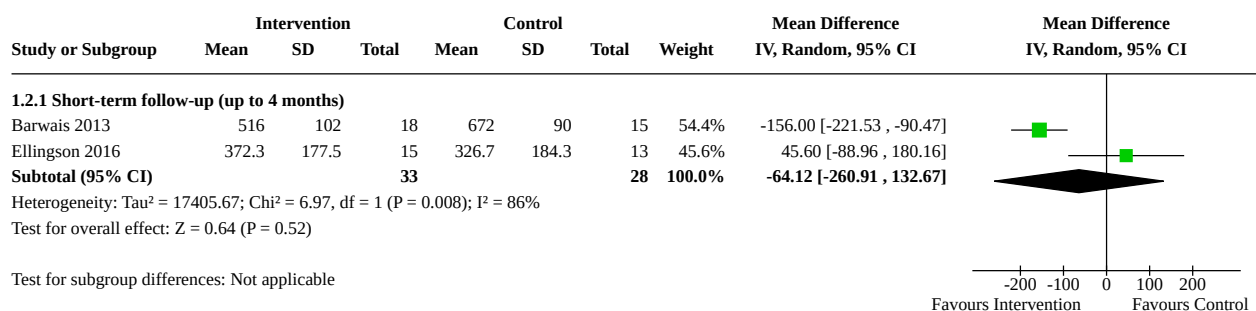 Intervention Control Mean Difference Mean Difference
Study or Subgroup Mean SD Total Mean SD Total Weight IV, Random, 95% CI IV, Random, 95% CI
1.2.1 Short-term follow-up (up to 4 months)
Barwais 2013 516 102 18 672 90 15 54.4% -156.00 [-221.53 , -90.47]
Ellingson 2016 372.3 177.5 15 326.7 184.3 13 45.6% 45.60 [-88.96 , 180.16]
Subtotal (95% CI) 33 28 100.0% -64.12 [-260.91 , 132.67]
Heterogeneity: Tau² = 17405.67; Chi² = 6.97, df = 1 (P = 0.008); I² = 86%
Test for overall effect: Z = 0.64 (P = 0.52)
Test for subgroup differences: Not applicable
-200 -100 0 100 200
Favours Intervention Favours Control